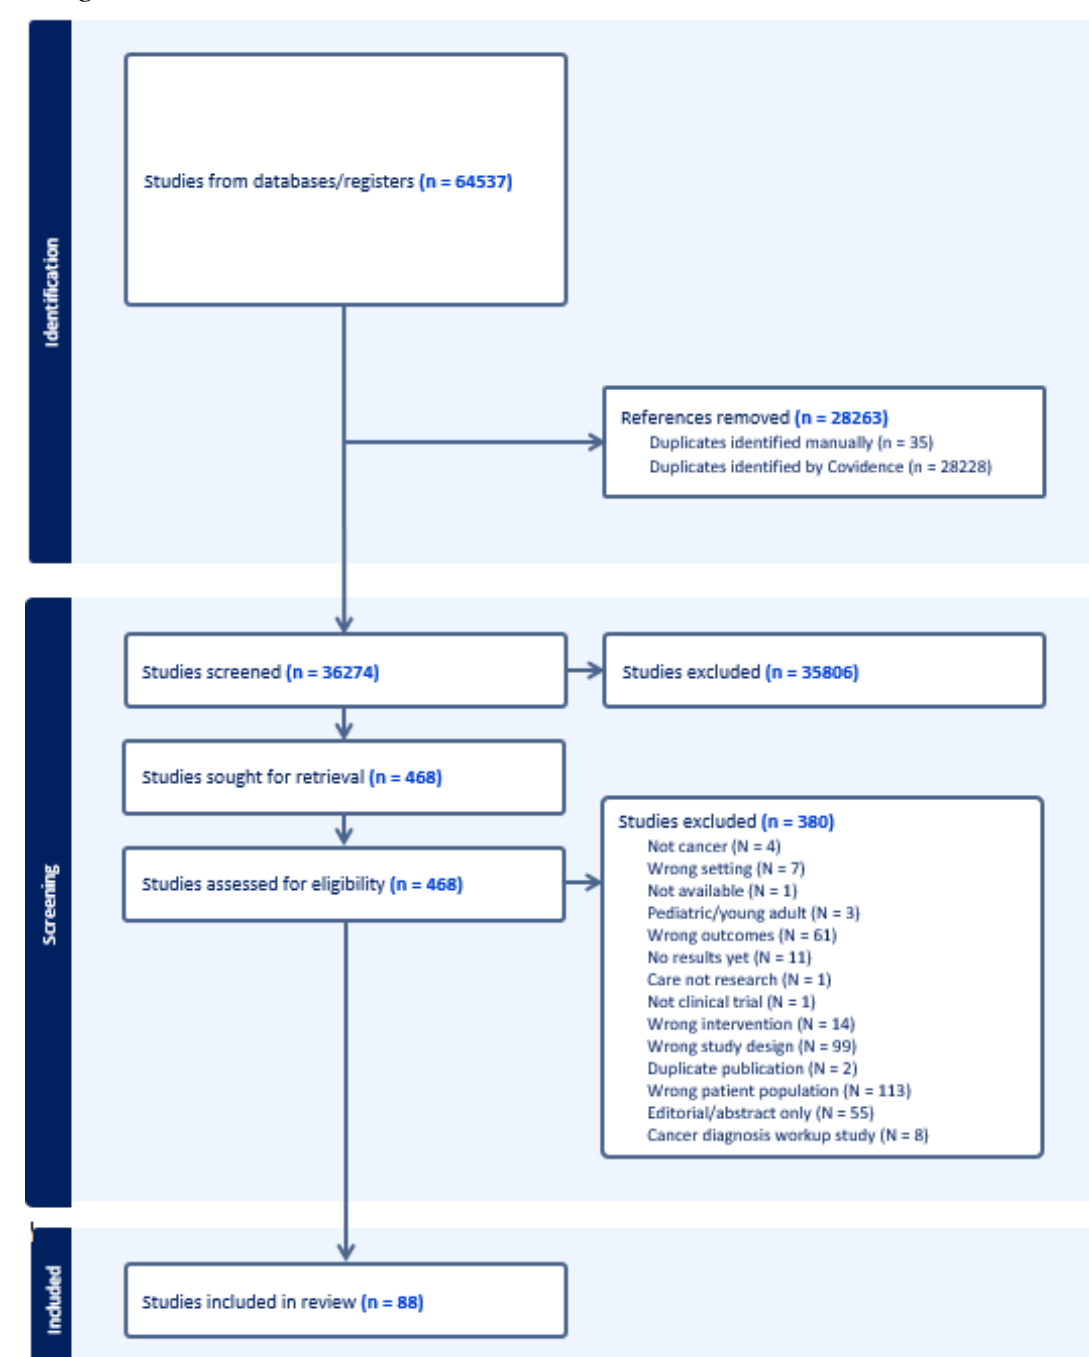 Identification
Studies from databases/registers (n = 64537)
References removed (n = 28263)
Duplicates identified manually (n = 35)
Duplicates identified by Covidence (n = 28228)
Screening
Studies screened (n = 36274)
Studies excluded (n = 35806)
Studies sought for retrieval (n = 468)
Studies assessed for eligibility (n = 468)
Studies excluded (n = 380)
Not cancer (N = 4)
Wrong setting (N = 7)
Not available (N = 1)
Pediatric/young adult (N = 3)
Wrong outcomes (N = 61)
No results yet (N = 11)
Care not research (N = 1)
Not clinical trial (N = 1)
Wrong intervention (N = 14)
Wrong study design (N = 99)
Duplicate publication (N = 2)
Wrong patient population (N = 113)
Editorial/abstract only (N = 55)
Cancer diagnosis workup study (N = 8)
Included
Studies included in review (n = 88)